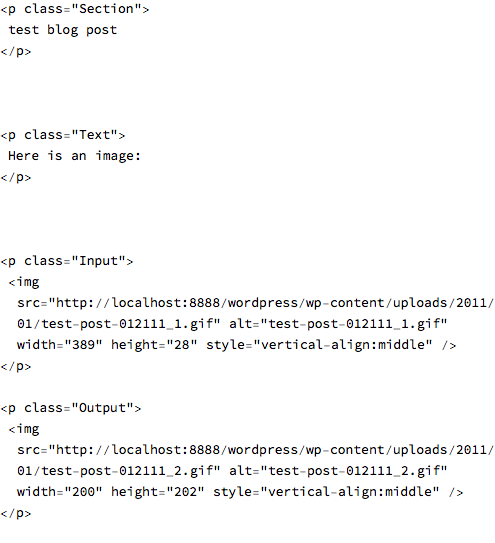 <p class="Section">
test blog post
</p>
<p class="Text">
Here is an image:
</p>
<p class="Input">
<img
src="http://localhost:8888/wordpress/wp-content/uploads/2011/
01/test-post-012111_1.gif" alt="test-post-012111_1.gif"
width="389" height="28" style="vertical-align:middle" />
</p>
<p class="Output">
<img
src="http://localhost:8888/wordpress/wp-content/uploads/2011/
01/test-post-012111_2.gif" alt="test-post-012111_2.gif"
width="200" height="202" style="vertical-align:middle" />
</p>